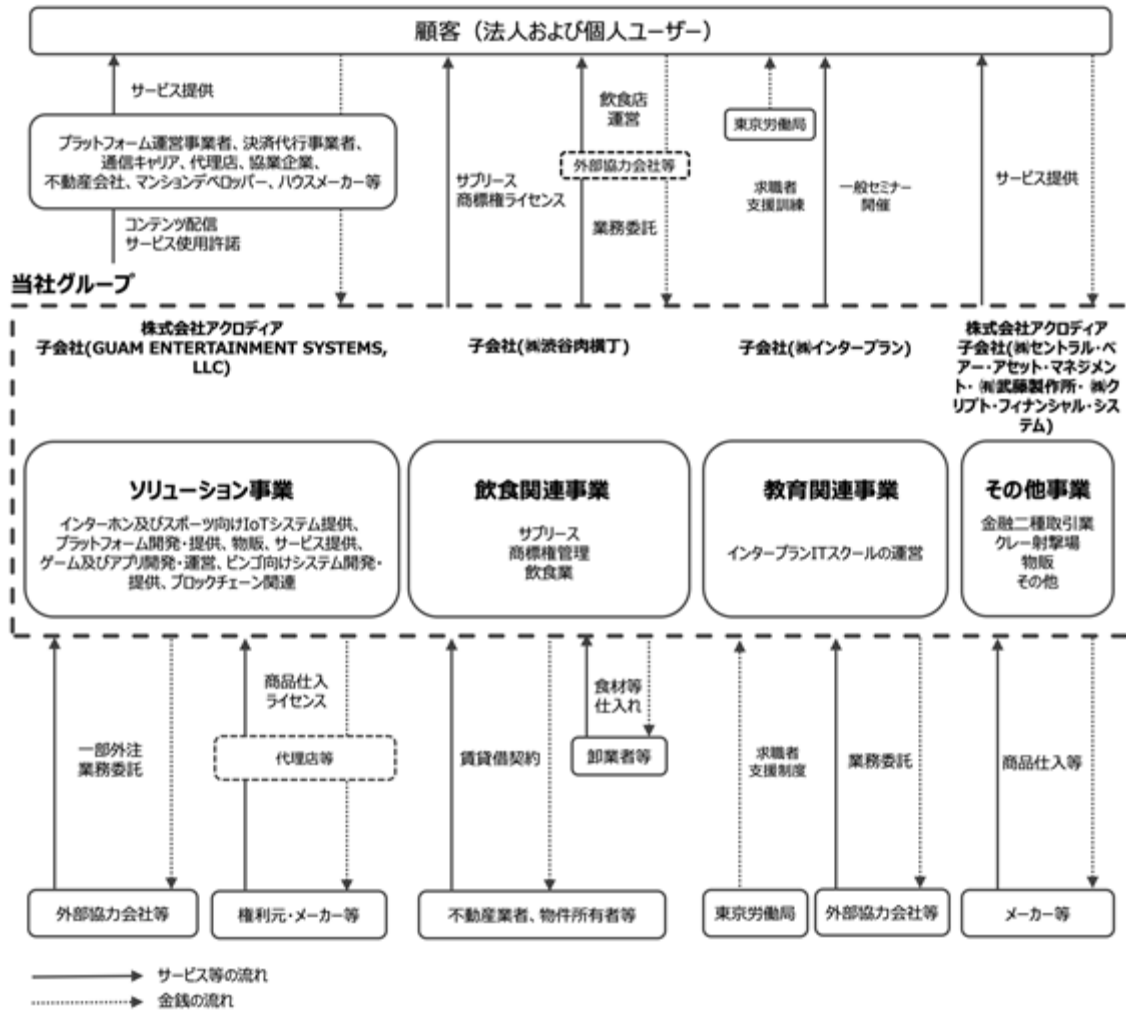 顧客（法人および個人ユーザー）
サービス提供
プラットフォーム運営事業者、決済代行事業者、
通信キャリア、代理店、協業企業、
不動産会社、マンションデベロッパー、ハウスメーカー等
コンテンツ配信
サービス使用許諾
サブリース
商標権ライセンス
飲食店
運営
外部協力会社等
業務委託
東京労働局
求職者
支援訓練
一般セミナー
開催
サービス提供
当社グループ
株式会社アクロディア
子会社(GUAM ENTERTAINMENT SYSTEMS,
LLC)
子会社(㈱渋谷肉横丁)
子会社(㈱インタープラン)
株式会社アクロディア
子会社(㈱セントラル・ベ
アー・アセット・マネジメン
ト・㈲武藤製作所・㈱ク
リプト・フィナンシャル・シス
テム)
ソリューション事業
インターホン及びスポーツ向けIoTシステム提供、
プラットフォーム開発・提供、物販、サービス提供、
ゲーム及びアプリ開発・運営、ビンゴ向けシステム開発・
提供、ブロックチェーン関連
飲食関連事業
サブリース
商標権管理
飲食業
教育関連事業
インタープランITスクールの運営
その他事業
金融二種取引業
クレー射撃場
物販
その他
一部外注
業務委託
商品仕入
ライセンス
代理店等
賃貸借契約
食材等
仕入れ
卸業者等
求職者
支援制度
業務委託
商品仕入等
外部協力会社等
権利元・メーカー等
不動産業者、物件所有者等
東京労働局
外部協力会社等
メーカー等
サービス等の流れ
金銭の流れ